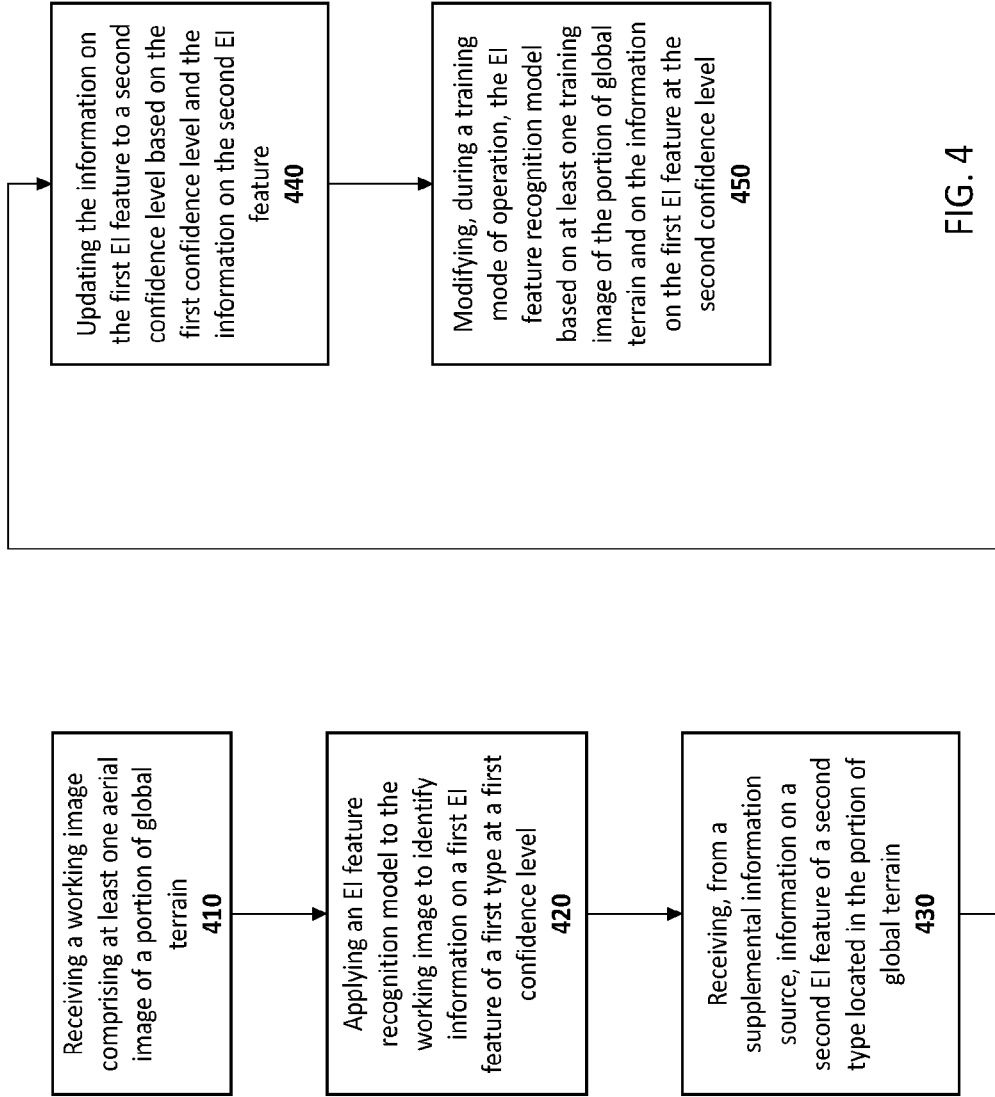 Receiving a working image
comprising at least one aerial
image of a portion of global
terrain
410
Applying an EI feature
recognition model to the
working image to identify
information on a first EI
feature of a first type at a first
confidence level
420
Receiving, from a
supplemental information
source, information on a
second EI feature of a second
type located in the portion of
global terrain
430
Updating the information on
the first EI feature to a second
confidence level based on the
first confidence level and the
information on the second EI
feature
440
Modifying, during a training
mode of operation, the EI
feature recognition model
based on at least one training
image of the portion of global
terrain and on the information
on the first EI feature at the
second confidence level
450
FIG. 4